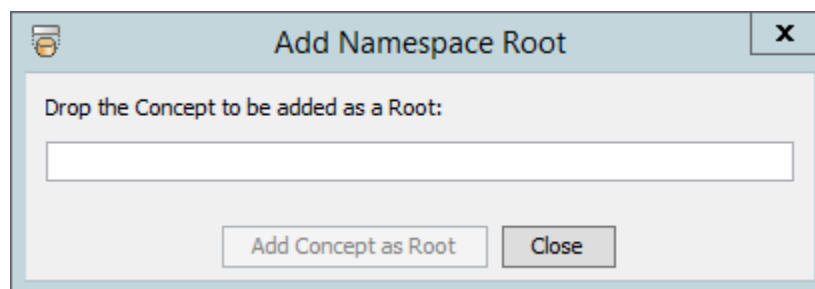 Add Namespace Root
x
Drop the Concept to be added as a Root:
Add Concept as Root
Close